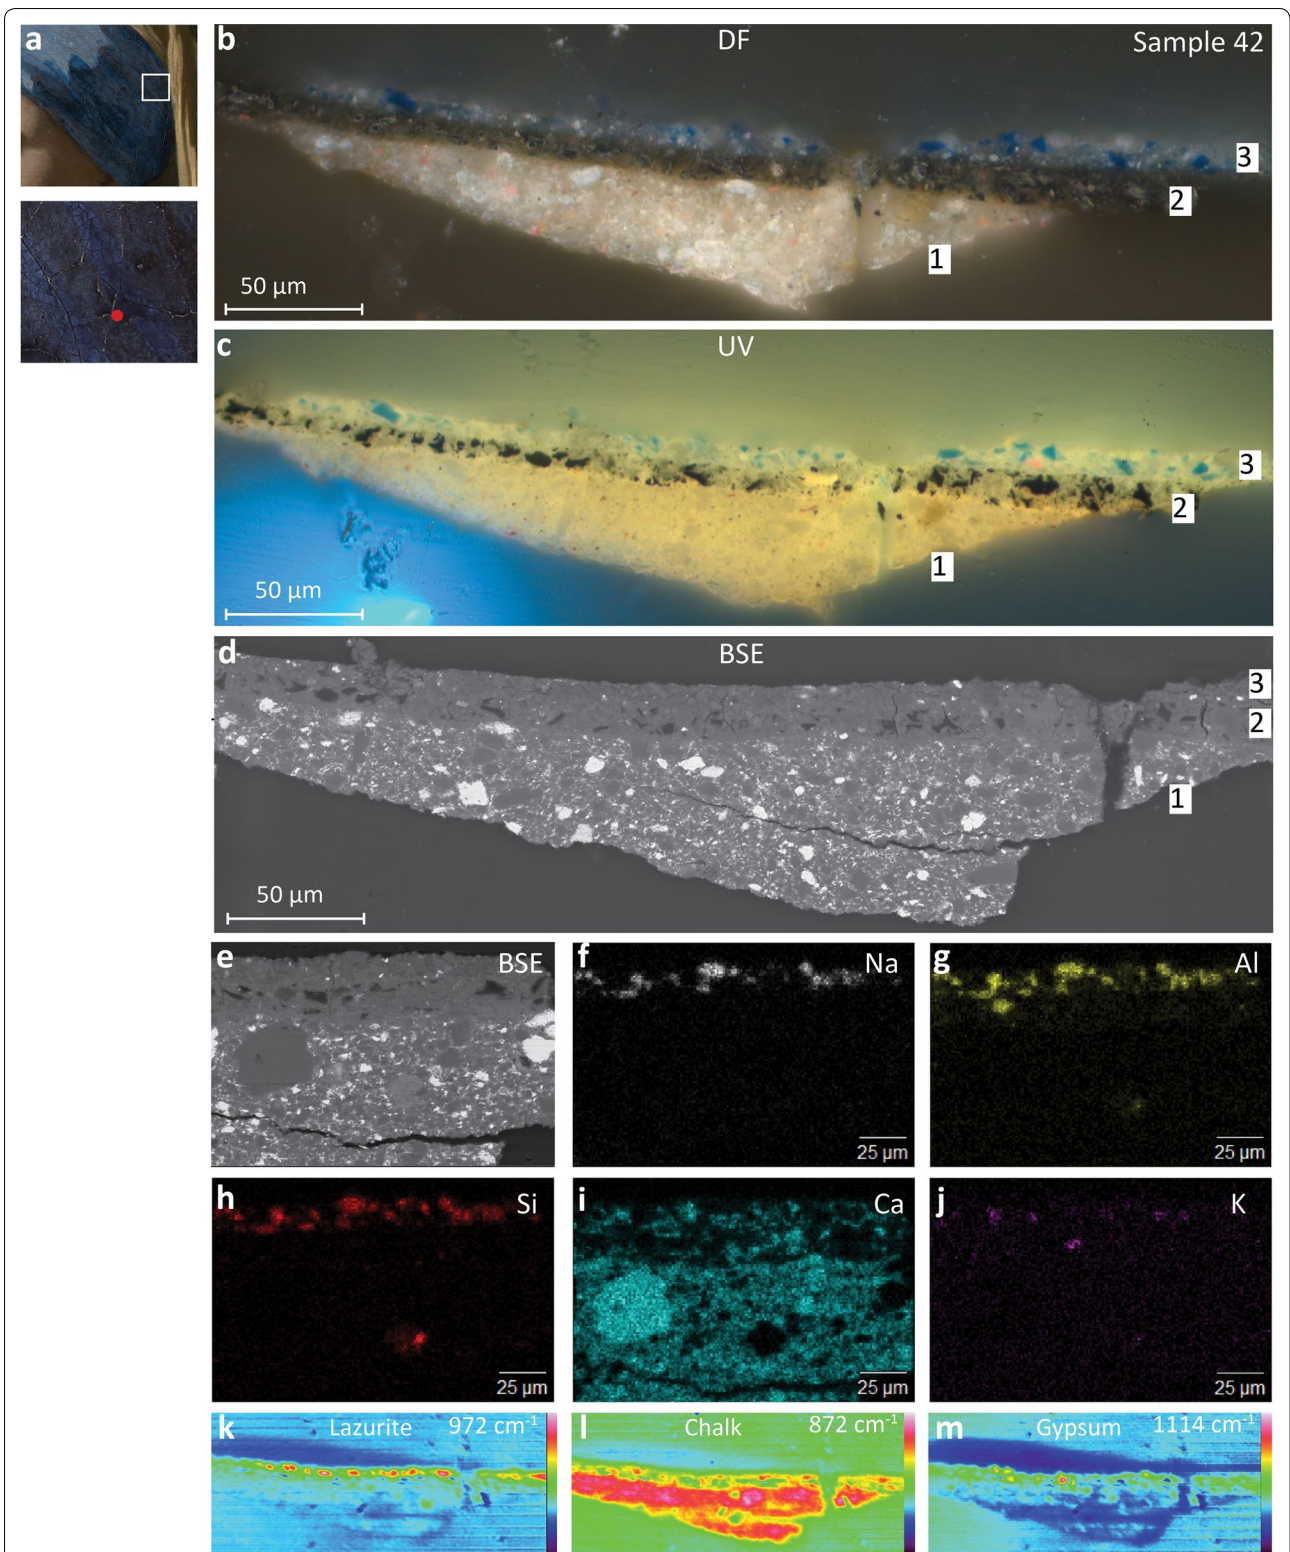 a
b DF Sample 42
3
2
1
50 µm
c UV
3
2
1
50 µm
d BSE
3
2
1
50 µm
e BSE
f Na
25 µm
g Al
25 µm
h Si
25 µm
i Ca
25 µm
j K
25 µm
k Lazurite 972 cm-1
l Chalk 872 cm-1
m Gypsum 1114 cm-1